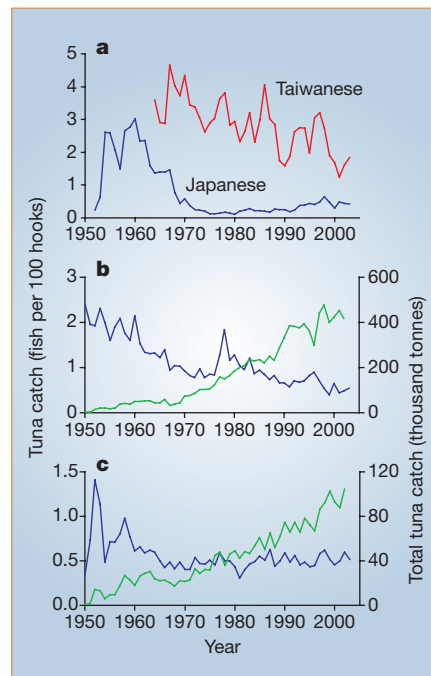 a
5
4
3
2
1
0
Taiwanese
Japanese
1950 1960 1970 1980 1990 2000
b
3
2
1
0
600
400
200
0
1950 1960 1970 1980 1990 2000
c
1.5
1.0
0.5
0.0
120
80
40
0
1950 1960 1970 1980 1990 2000
Year
Tuna catch (fish per 100 hooks)
Total tuna catch (thousand tonnes)